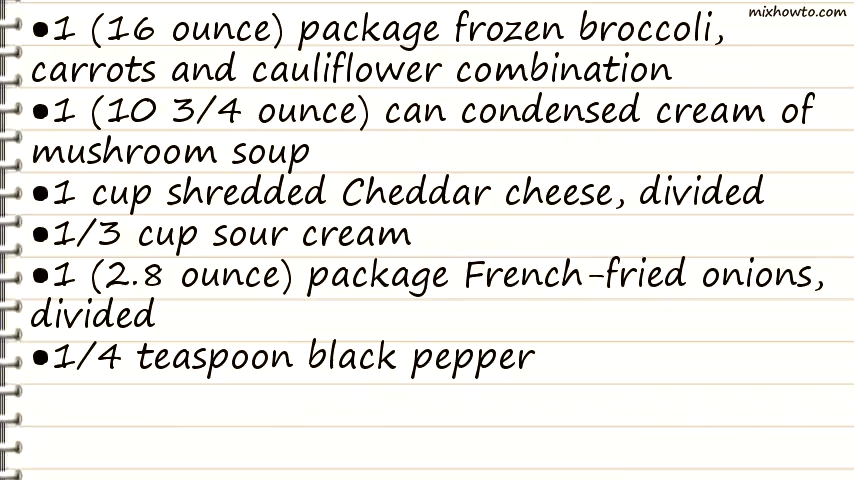 mixhowto.com
•1 (16 ounce) package frozen broccoli,
carrots and cauliflower combination
•1 (10 3/4 ounce) can condensed cream of
mushroom soup
•1 cup shredded Cheddar cheese, divided
•1/3 cup sour cream
•1 (2.8 ounce) package French-fried onions,
divided
•1/4 teaspoon black pepper